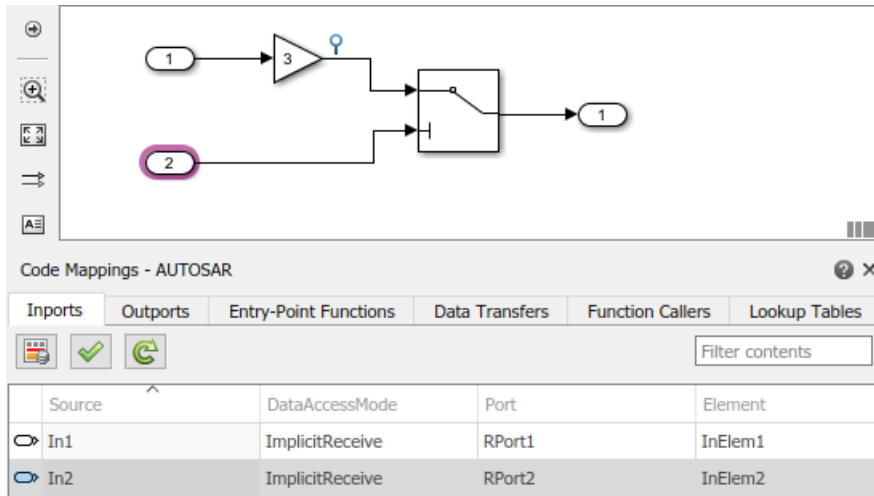 1
3
1
2
Code Mappings - AUTOSAR
Inports Outports Entry-Point Functions Data Transfers Function Callers Lookup Tables
Filter contents
Source DataAccessMode Port Element
In1 ImplicitReceive RPort1 InElem1
In2 ImplicitReceive RPort2 InElem2